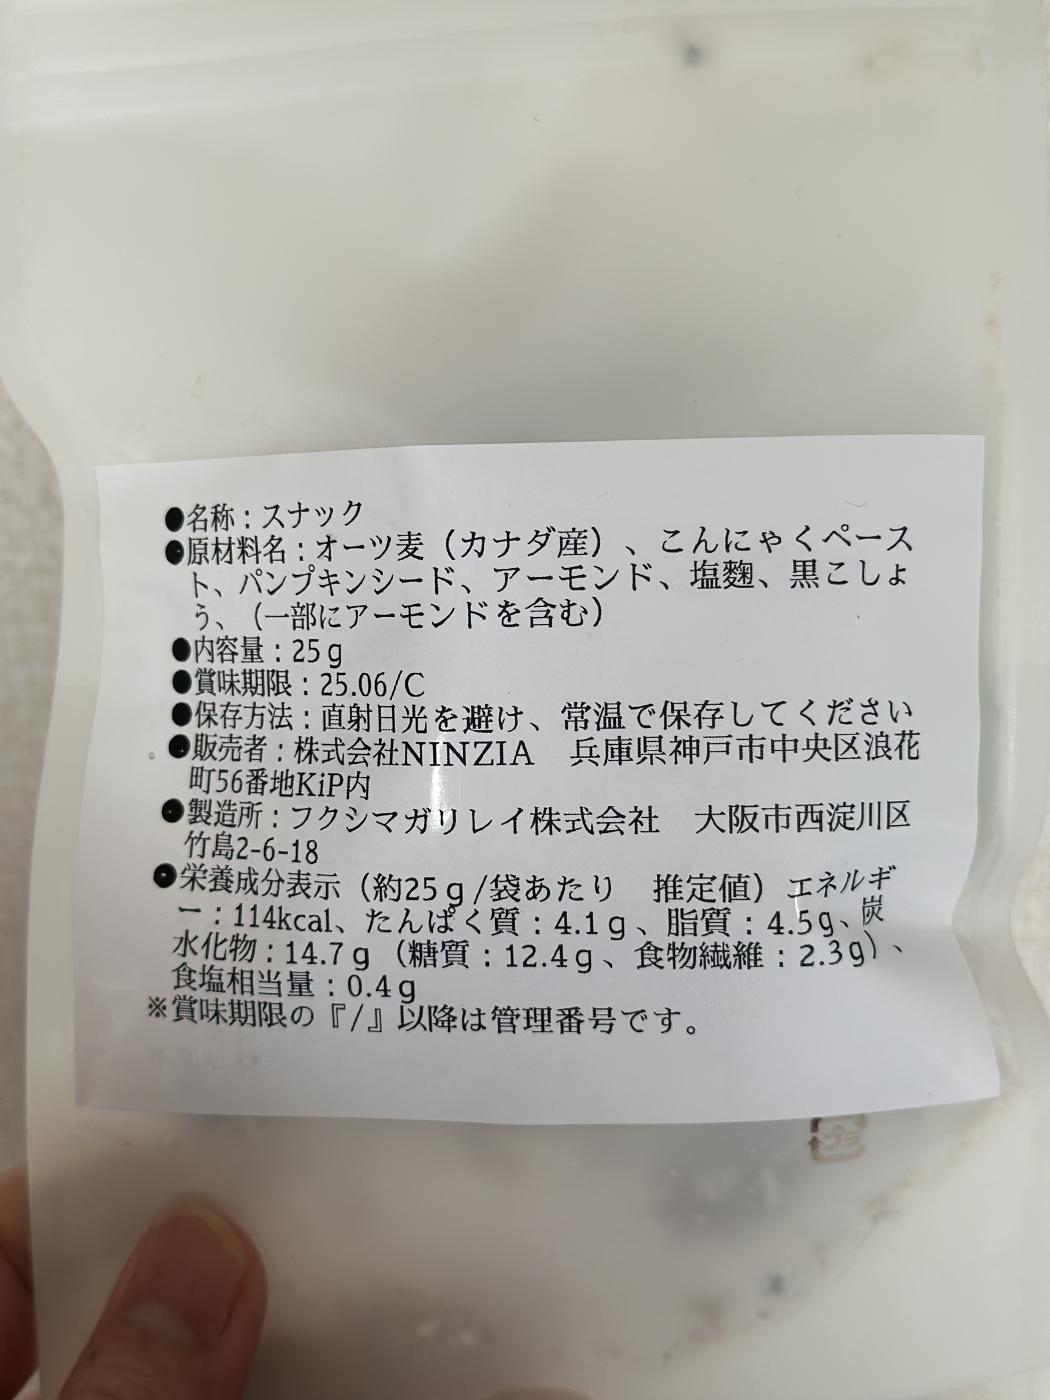 ●名称：スナック
●原材料名：オーツ麦（カナダ産）、こんにゃくペース
ト、パンプキンシード、アーモンド、塩麹、黒こしょ
う、（一部にアーモンドを含む）
●内容量：25ｇ
●賞味期限：25.06/C
●保存方法：直射日光を避け、常温で保存してください
●販売者：株式会社NINZIA　兵庫県神戸市中央区浪花
町56番地KiP内
●製造所：フクシマガリレイ株式会社　大阪市西淀川区
竹島2-6-18
●栄養成分表示（約25ｇ/袋あたり　推定値）エネルギ
ー：114kcal、たんぱく質：4.1ｇ、脂質：4.5g、炭
水化物：14.7ｇ（糖質：12.4ｇ、食物繊維：2.3g）、
食塩相当量：0.4ｇ
※賞味期限の『/』以降は管理番号です。
プラ